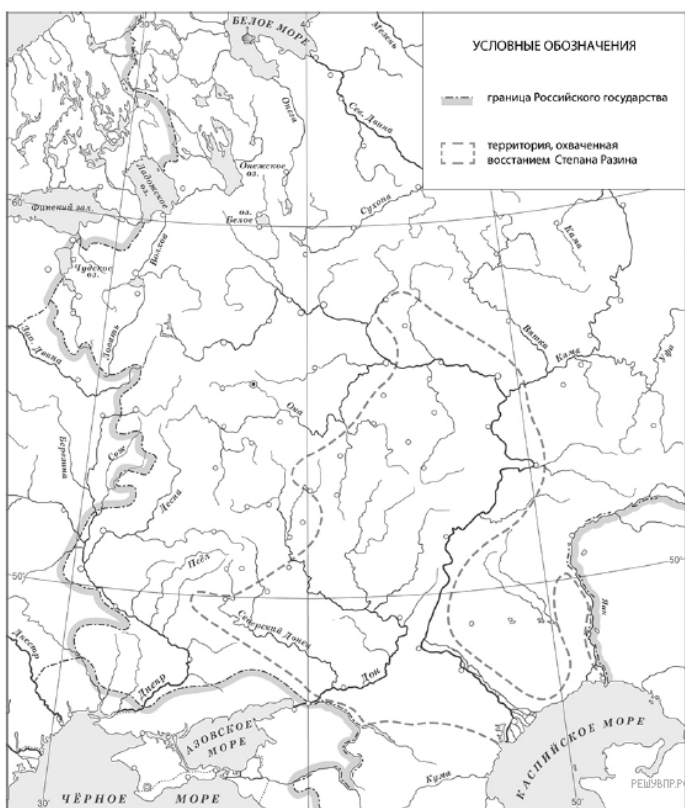 БЕЛОЕ МОРЕ
30
40
Мезень
УСЛОВНЫЕ ОБОЗНАЧЕНИЯ
граница Российского государства
территория, охваченная
восстанием Степана Разина
Онега
Сев. Двина
Онежское
оз.
Ладожское
оз.
60
Финский зал.
оз.
Белое
Сухона
Кама
Волхов
Чудское
оз.
Зап. Двина
Ловать
Вятка
Кама
Уфа
Ока
Березина
Сож
Десна
Псёл
50°
50°
Северский Донец
Яик
Днестр
Днепр
Дон
АЗОВСКОЕ
МОРЕ
КАСПИЙСКОЕ МОРЕ
Кума
30°
ЧЁРНОЕ МОРЕ
50°
РЕШУВПР.РФ